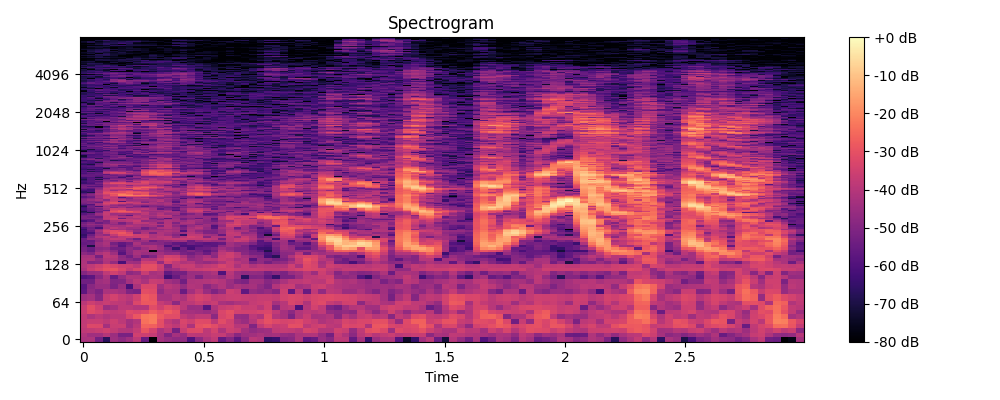 Spectrogram
Hz
4096
2048
1024
512
256
128
64
0
0
0.5
1
1.5
2
2.5
Time
+0 dB
-10 dB
-20 dB
-30 dB
-40 dB
-50 dB
-60 dB
-70 dB
-80 dB